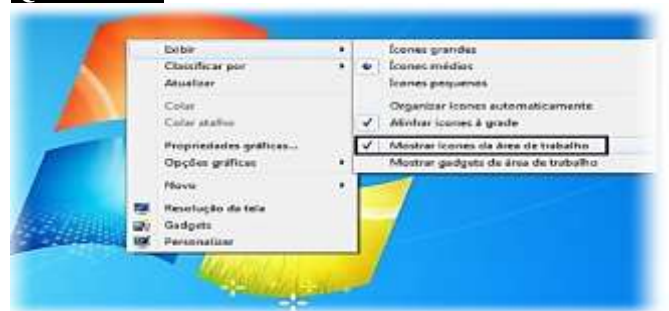 Exibir
Classificar por
Atualizar
Colar
Colar atalho
Propriedades gráficas...
Opções gráficas
Novo
Resolução da tela
Gadgets
Personalizar
Ícones grandes
Ícones médios
Ícones pequenos
Organizar ícones automaticamente
Alinhar ícones à grade
Mostrar ícones da área de trabalho
Mostrar gadgets da área de trabalho